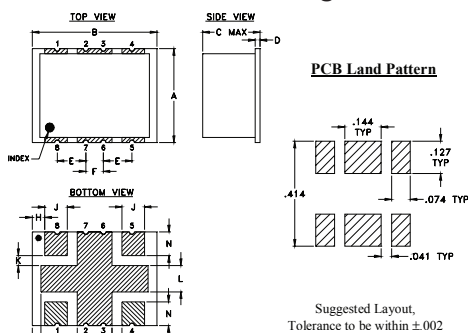 TOP VIEW
SIDE VIEW
B
C MAX
D
1 2 3 4
A
INDEX
8 7 6 5
E E
F
BOTTOM VIEW
J J
H
8 7 6 5
N
K
L
N
1 2 3 4
PCB Land Pattern
.144
TYP
.127
TYP
.414
.074 TYP
.041 TYP
Suggested Layout,
Tolerance to be within ±.002